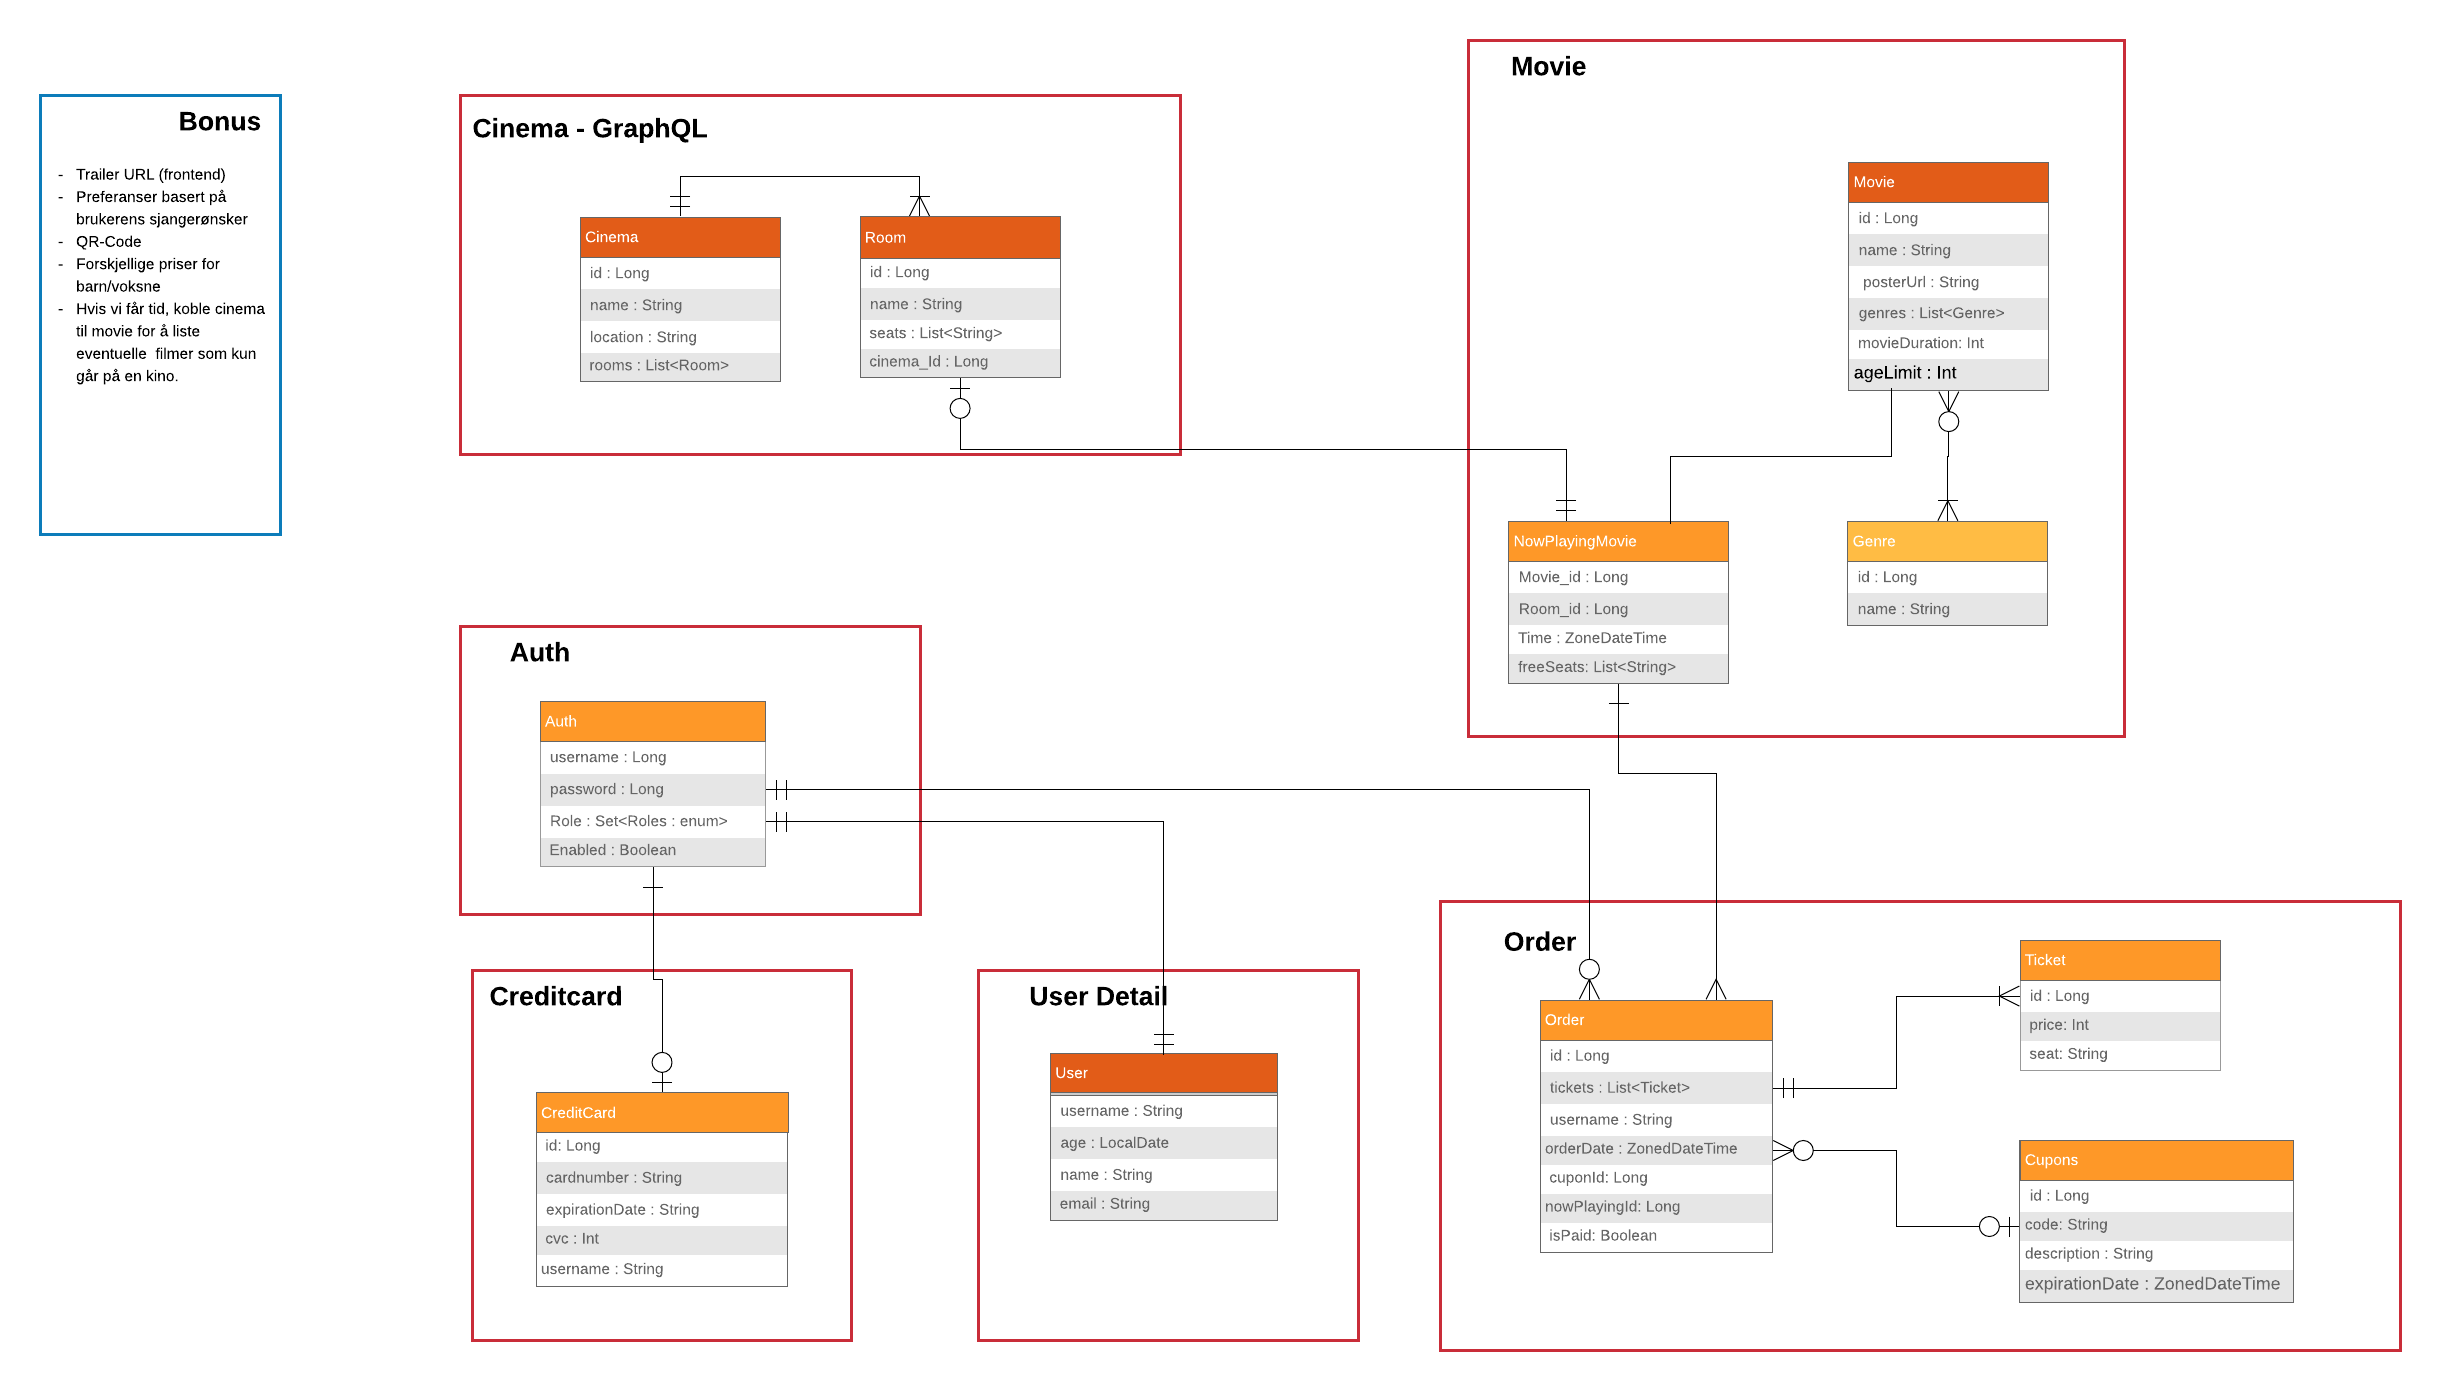 Bonus
- Trailer URL (frontend)
- Preferanser basert på
brukerens sjangerønsker
- QR-Code
- Forskjellige priser for
barn/voksne
- Hvis vi får tid, koble cinema
til movie for å liste
eventuelle  filmer som kun
går på en kino.
Cinema - GraphQL
Cinema
id : Long
name : String
location : String
rooms : List<Room>
Room
id : Long
name : String
seats : List<String>
cinema_Id : Long
Movie
Movie
id : Long
name : String
posterUrl : String
genres : List<Genre>
movieDuration: Int
ageLimit : Int
NowPlayingMovie
Movie_id : Long
Room_id : Long
Time : ZoneDateTime
freeSeats: List<String>
Genre
id : Long
name : String
Auth
Auth
username : Long
password : Long
Role : Set<Roles : enum>
Enabled : Boolean
Creditcard
CreditCard
id: Long
cardnumber : String
expirationDate : String
cvc : Int
username : String
User Detail
User
username : String
age : LocalDate
name : String
email : String
Order
Order
id : Long
tickets : List<Ticket>
username : String
orderDate : ZonedDateTime
cuponId: Long
nowPlayingId: Long
isPaid: Boolean
Ticket
id : Long
price: Int
seat: String
Cupons
id : Long
code: String
description : String
expirationDate : ZonedDateTime